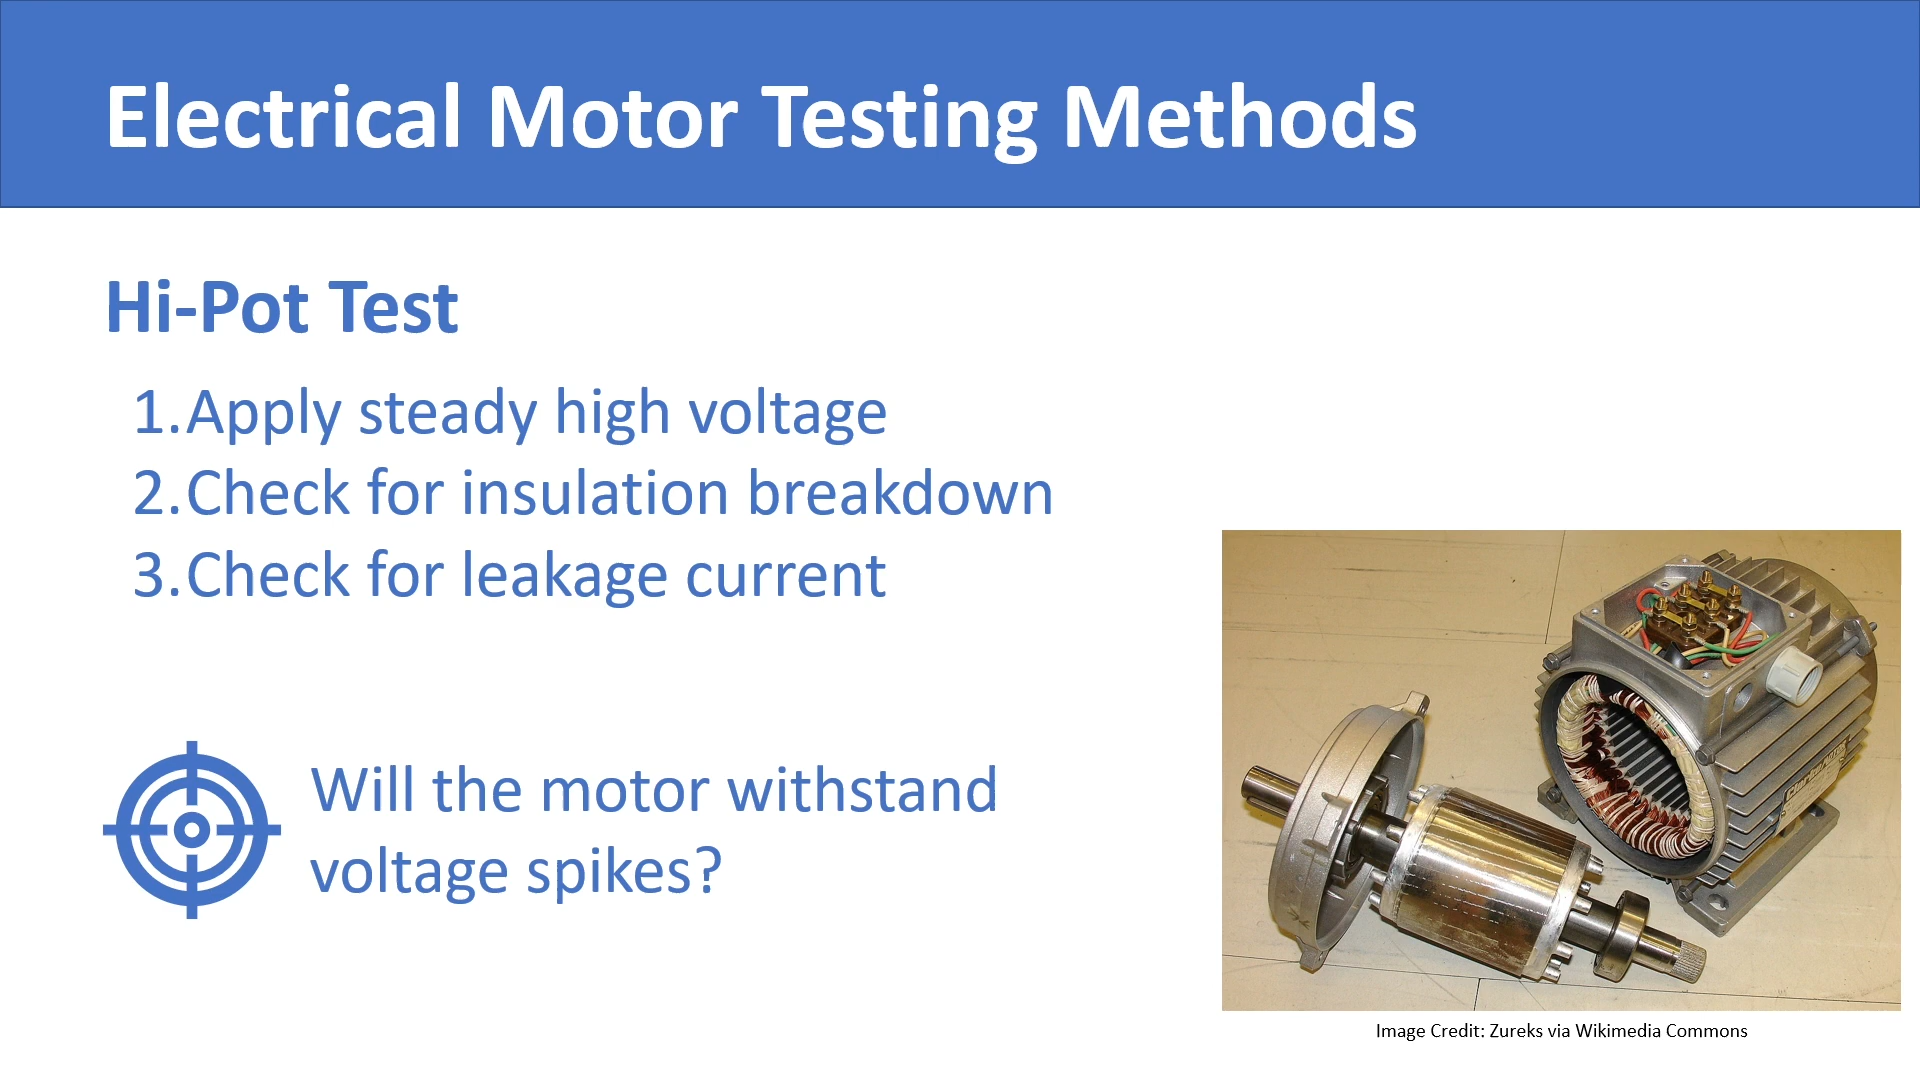 Electrical Motor Testing Methods
Hi-Pot Test
1.Apply steady high voltage
2.Check for insulation breakdown
3.Check for leakage current
Will the motor withstand
voltage spikes?
Image Credit: Zureks via Wikimedia Commons